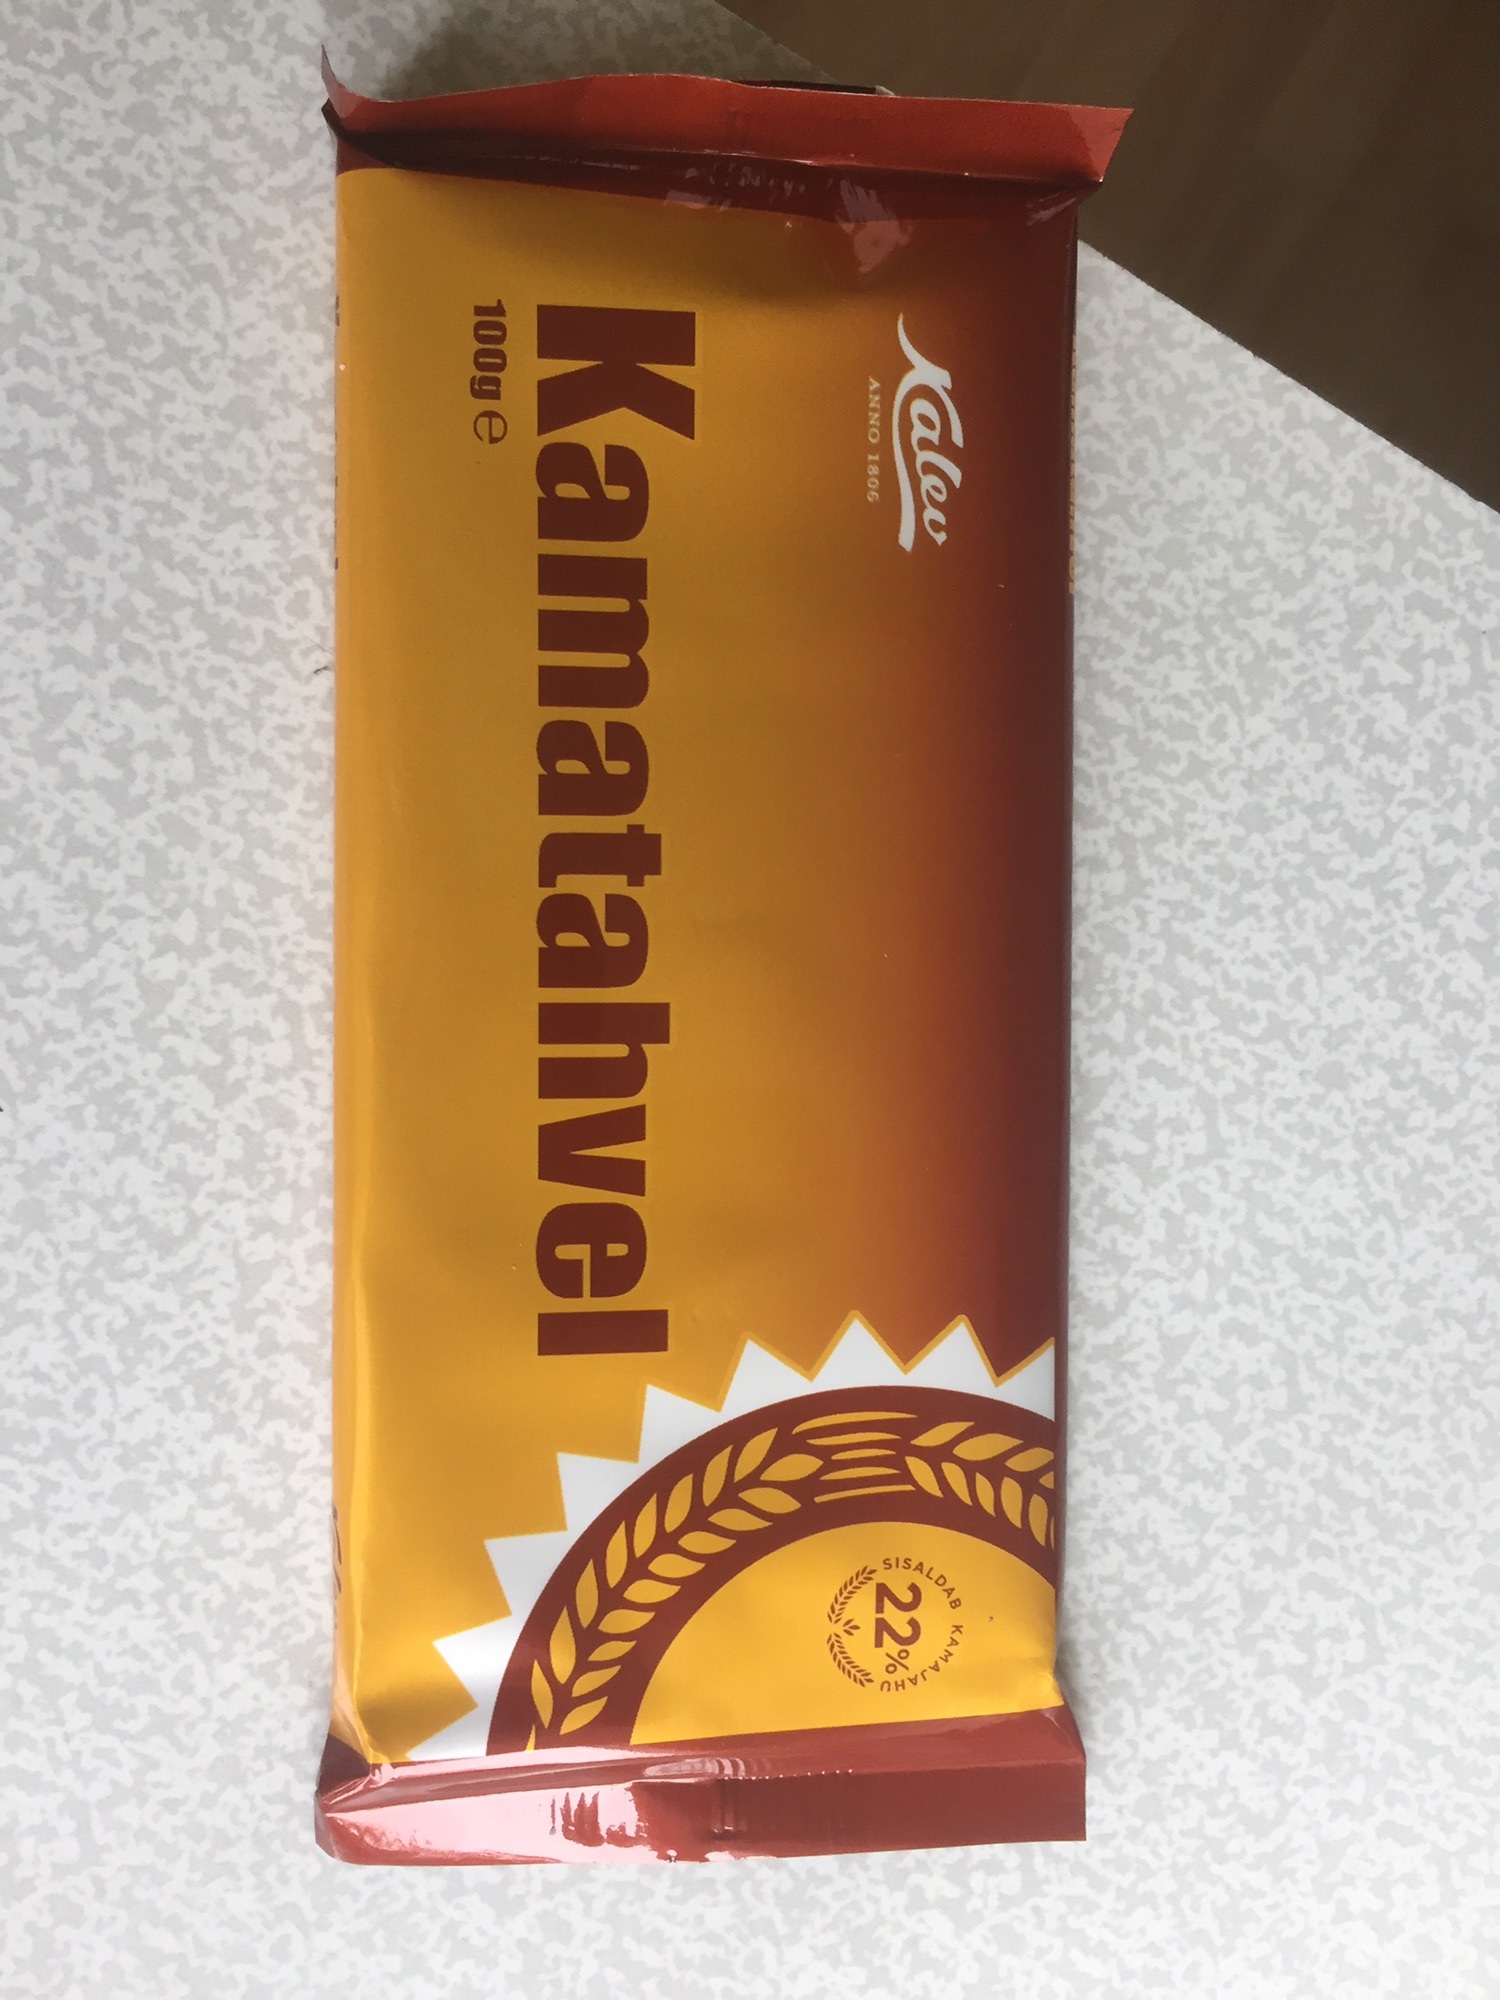 Kalev
ANNO 1806
Kamatahvel
100g ℮
SISALDAB KAMAJAHU
22%